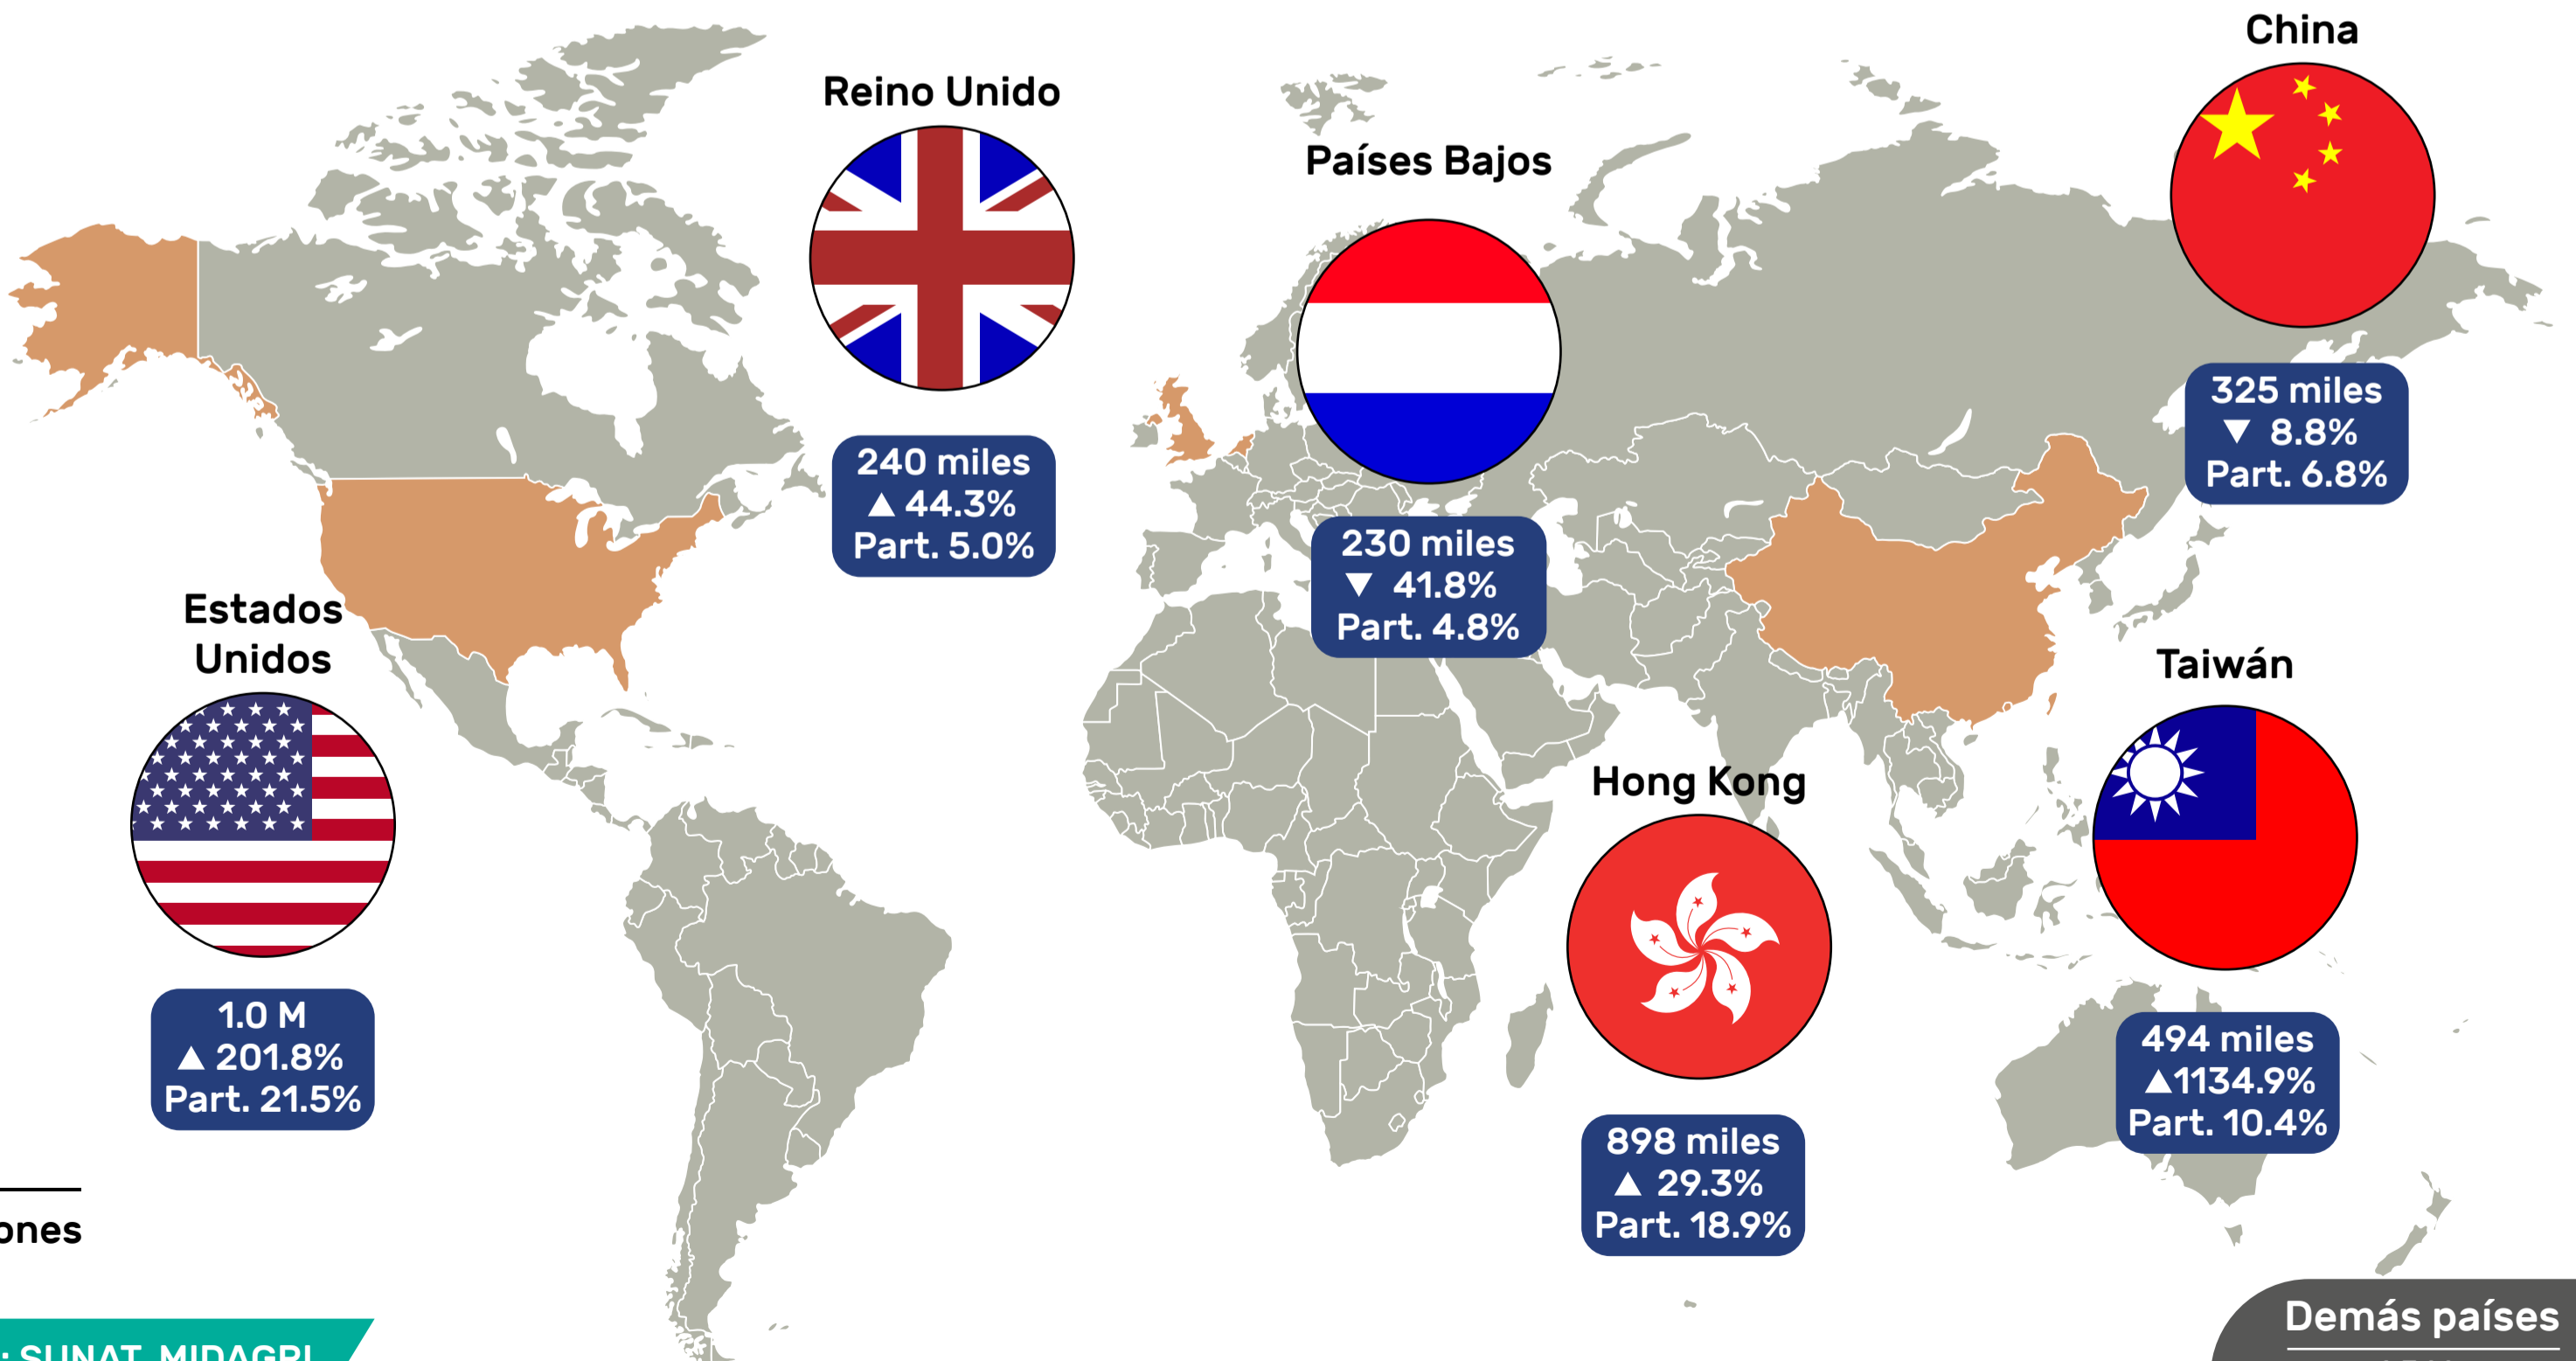 China
Reino Unido
Países Bajos
325 miles
▼ 8.8%
Part. 6.8%
240 miles
▲ 44.3%
Part. 5.0%
230 miles
▼ 41.8%
Part. 4.8%
Estados
Unidos
Taiwán
Hong Kong
1.0 M
▲ 201.8%
Part. 21.5%
494 miles
▲1134.9%
Part. 10.4%
898 miles
▲ 29.3%
Part. 18.9%
ones
Demás países
: SUNAT, MIDAGRI